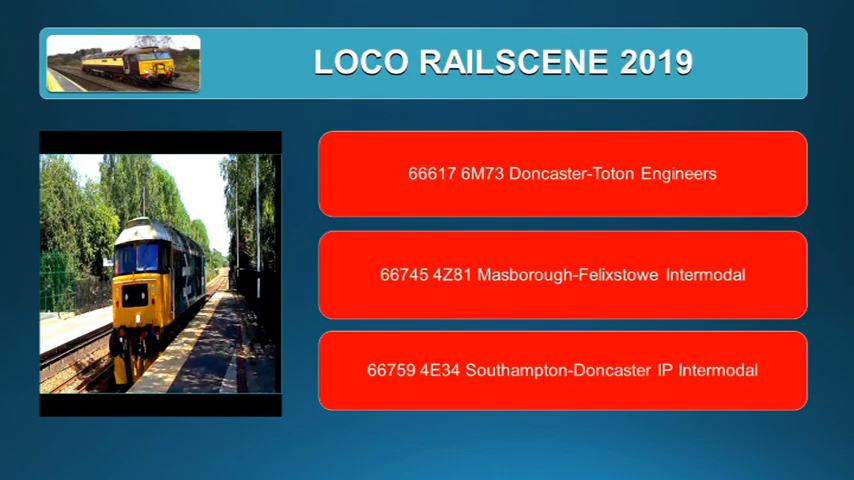 LOCO RAILSCENE 2019
66617 6M73 Doncaster-Toton Engineers
66745 4Z81 Masborough-Felixstowe Intermodal
66759 4E34 Southampton-Doncaster IP Intermodal